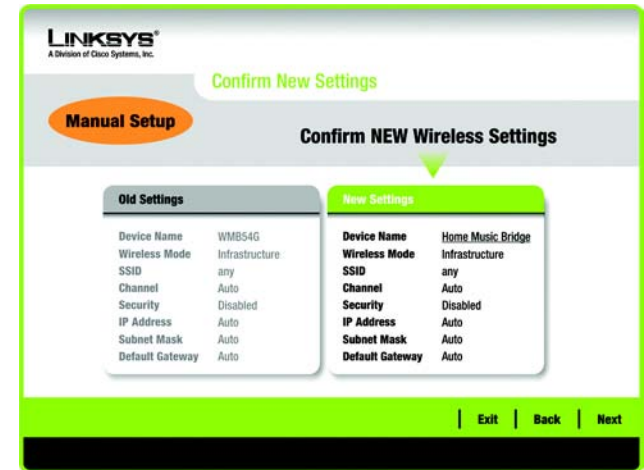 LINKSYS®
A Division of Cisco Systems, Inc.
Confirm New Settings
Manual Setup
Confirm NEW Wireless Settings
Old Settings
Device Name WMB54G
Wireless Mode Infrastructure
SSID any
Channel Auto
Security Disabled
IP Address Auto
Subnet Mask Auto
Default Gateway Auto
New Settings
Device Name Home Music Bridge
Wireless Mode Infrastructure
SSID any
Channel Auto
Security Disabled
IP Address Auto
Subnet Mask Auto
Default Gateway Auto
Exit Back Next